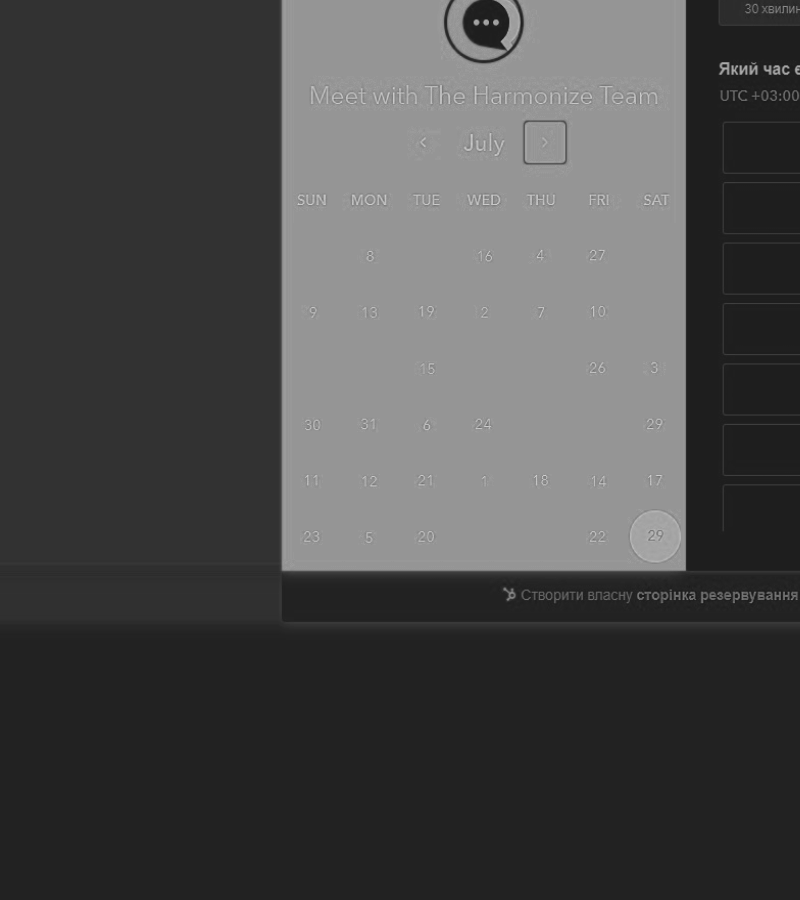 30 хвилин
Meet with The Harmonize Team
Який час є
July
UTC +03:00
SUN MON TUE WED THU FRI SAT
8 16 4 27
9 13 19 2 7 10
15 26 3
30 31 6 24 29
11 12 21 1 18 14 17
23 5 20 22 29
Створити власну сторінка резервування